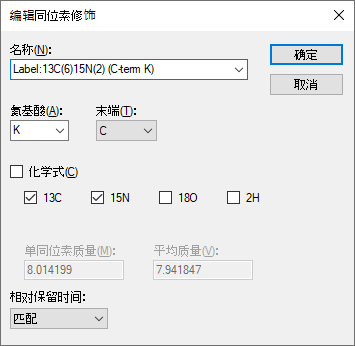 编辑同位素修饰
名称(N):
Label:13C(6)15N(2) (C-term K)
确定
取消
氨基酸(A): 末端(T):
K C
化学式(C)
13C 15N 18O 2H
单同位素质量(M): 平均质量(V):
8.014199 7.941847
相对保留时间:
匹配